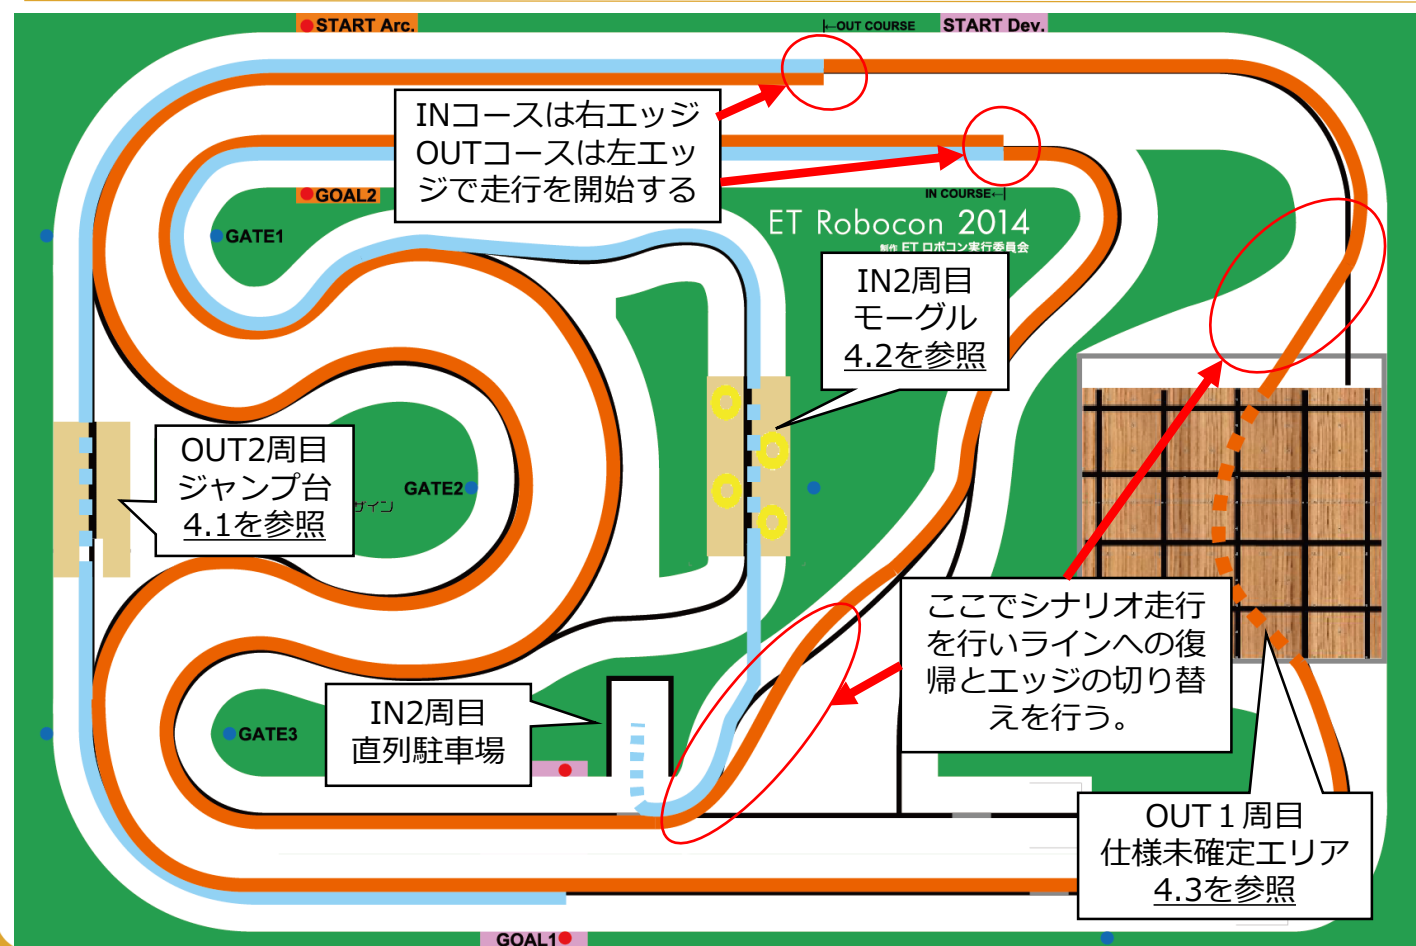 START Arc.
←OUT COURSE
START Dev.
INコースは右エッジ
OUTコースは左エッ
ジで走行を開始する
GOAL2
IN COURSE←
ET Robocon 2014
制作 ET ロボコン実行委員会
GATE1
IN2周目
モーグル
4.2を参照
OUT2周目
ジャンプ台
4.1を参照
GATE2
ザイン
ここでシナリオ走行
を行いラインへの復
帰とエッジの切り替
えを行う。
IN2周目
直列駐車場
GATE3
OUT１周目
仕様未確定エリア
4.3を参照
GOAL1